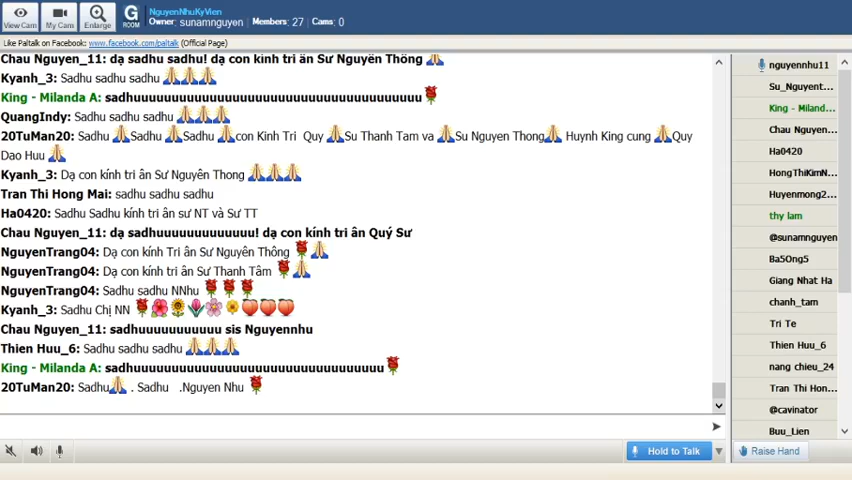 View Cam
My Cam
Enlarge
G
ROOM
NguyenNhuKyVien
Owner: sunamnguyen Members: 27 Cams: 0
Like Paltalk on Facebook: www.facebook.com/paltalk (Official Page)
Chau Nguyen_11: dạ sadhu sadhu! dạ con kính tri ân Sư Nguyên Thông
Kyanh_3: Sadhu sadhu sadhu
King - Milanda A: sadhuuuuuuuuuuuuuuuuuuuuuuuuuuuuuuuuuuuuu
QuangIndy: Sadhu sadhu sadhu
20TuMan20: Sadhu Sadhu Sadhu con Kinh Tri Quy Su Thanh Tam va Su Nguyen Thong Huynh King cung Quy
Dao Huu
Kyanh_3: Dạ con kính tri ân Sư Nguyên Thong
Tran Thi Hong Mai: sadhu sadhu sadhu
Ha0420: Sadhu Sadhu kính tri ân sư NT và Sư TT
Chau Nguyen_11: dạ sadhuuuuuuuuuuuuu! dạ con kính tri ân Quý Sư
NguyenTrang04: Dạ con kính Tri ân Sư Nguyên Thông
NguyenTrang04: Dạ con kính tri ân Sư Thanh Tâm
NguyenTrang04: Sadhu sadhu NNhu
Kyanh_3: Sadhu Chị NN
Chau Nguyen_11: sadhuuuuuuuuuuu sis Nguyennhu
Thien Huu_6: Sadhu sadhu sadhu
King - Milanda A: sadhuuuuuuuuuuuuuuuuuuuuuuuuuuuuuuuu
20TuMan20: Sadhu . Sadhu .Nguyen Nhu
nguyennhu11
Su_Nguyent...
King - Miland...
Chau Nguyen...
Ha0420
HongThiKimN...
Huyenmong2...
thy lam
@sunamnguyen
Ba5Ong5
Giang Nhat Ha
chanh_tam
Tri Te
Thien Huu_6
nang chieu_24
Tran Thi Hon...
@cavinator
Buu_Lien
Hold to Talk
Raise Hand